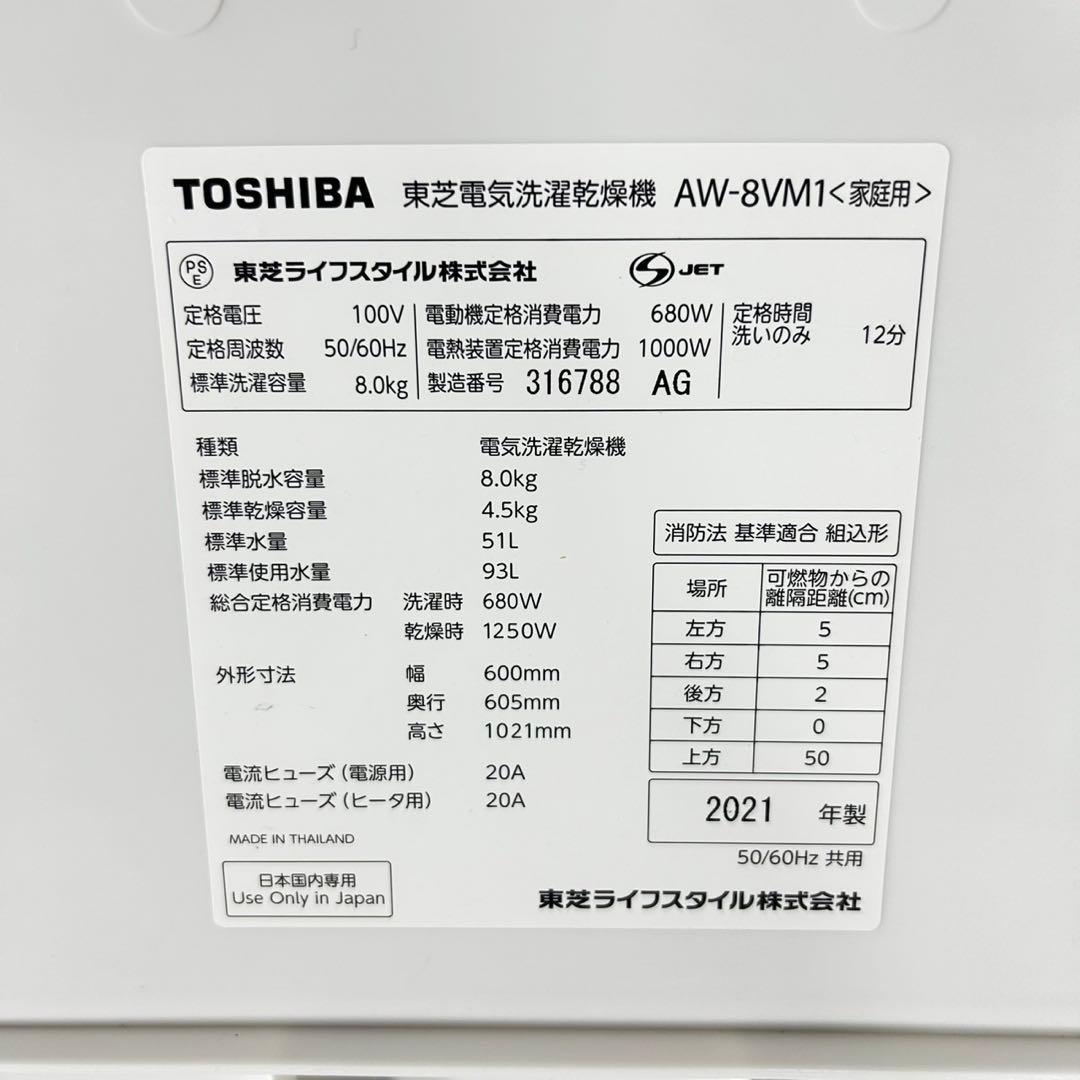 TOSHIBA 東芝電気洗濯乾燥機 AW-8VM1<家庭用>
PSE 東芝ライフスタイル株式会社 S JET
定格電圧 100V 電動機定格消費電力 680W 定格時間
定格周波数 50/60Hz 電熱装置定格消費電力 1000W 洗いのみ 12分
標準洗濯容量 8.0kg 製造番号 316788 AG
種類 電気洗濯乾燥機
標準脱水容量 8.0kg
標準乾燥容量 4.5kg
標準水量 51L
標準使用水量 93L
総合定格消費電力 洗濯時 680W
乾燥時 1250W
外形寸法 幅 600mm
奥行 605mm
高さ 1021mm
電流ヒューズ(電源用) 20A
電流ヒューズ(ヒータ用) 20A
MADE IN THAILAND
日本国内専用
Use Only in Japan
消防法 基準適合 組込形
場所 可燃物からの
離隔距離(cm)
左方 5
右方 5
後方 2
下方 0
上方 50
2021 年製
50/60Hz 共用
東芝ライフスタイル株式会社